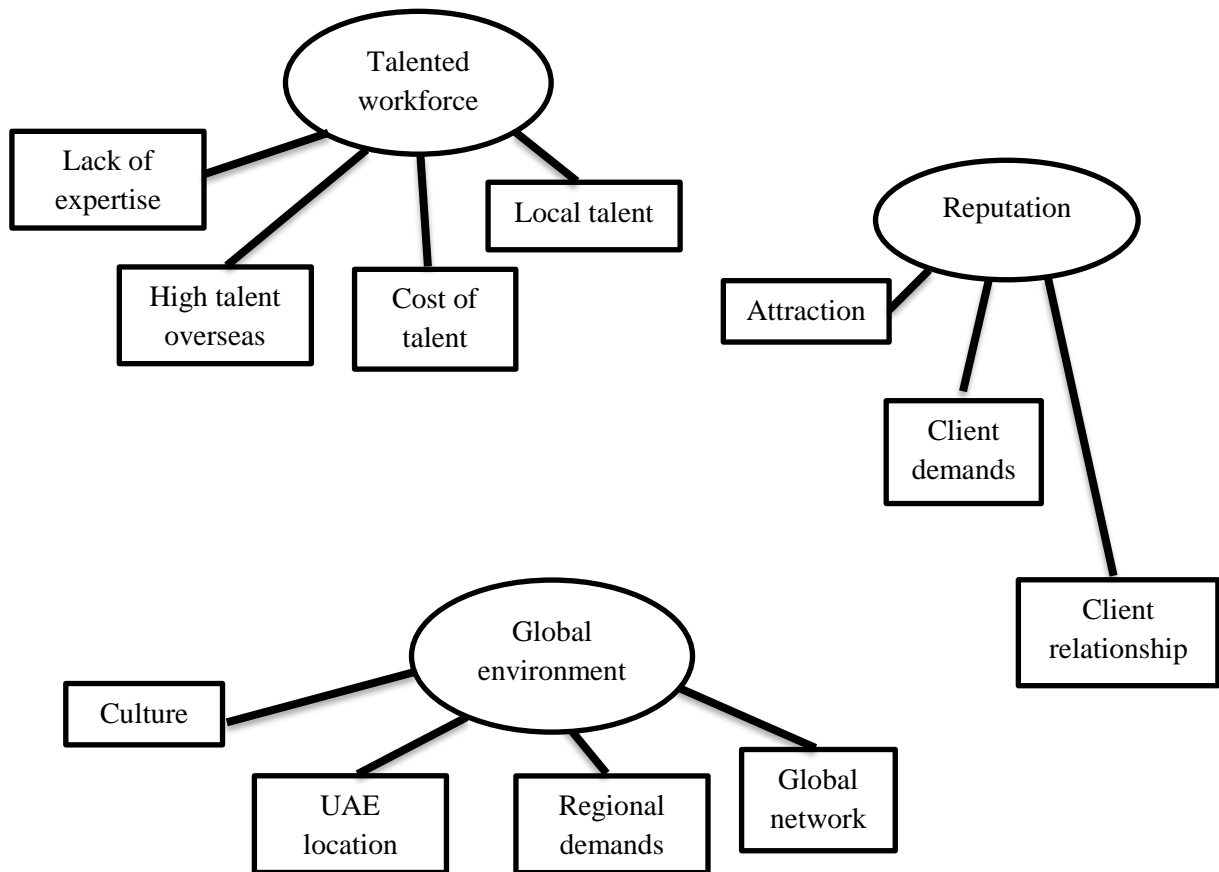 Talented
workforce
Lack of
expertise
High talent
overseas
Cost of
talent
Local talent
Reputation
Attraction
Client
demands
Client
relationship
Global
environment
Culture
UAE
location
Regional
demands
Global
network